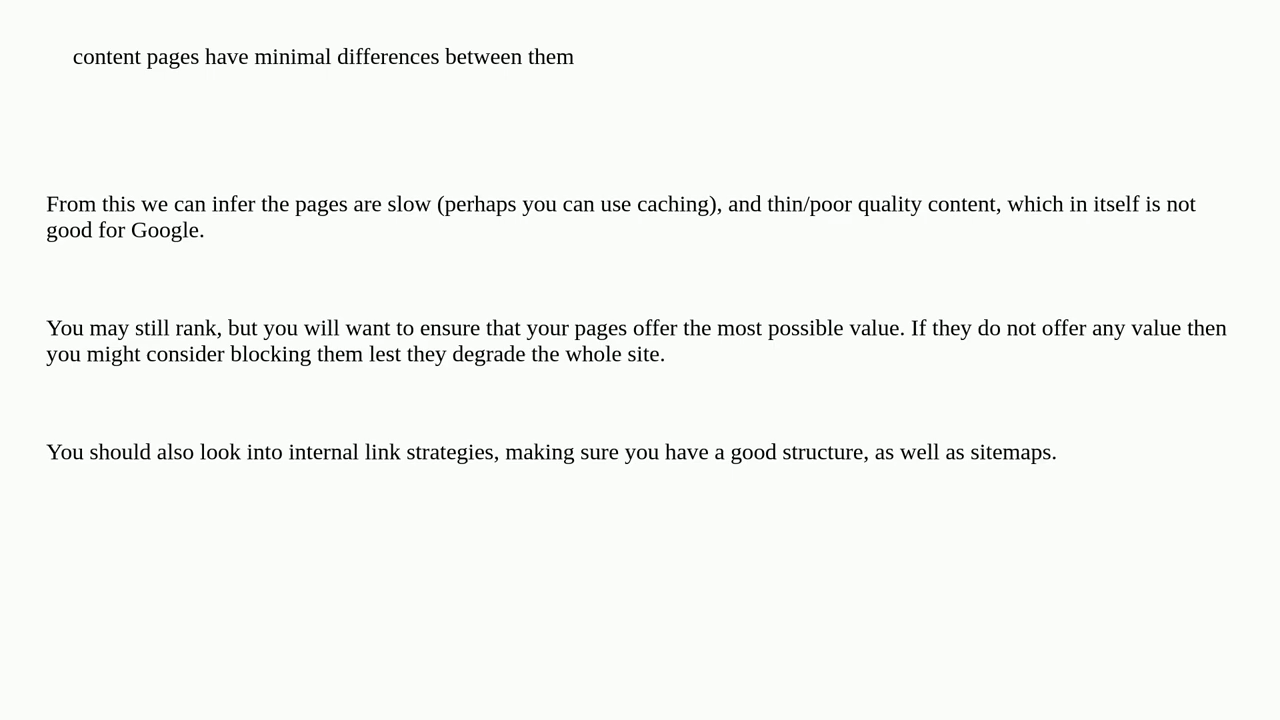 content pages have minimal differences between them
From this we can infer the pages are slow (perhaps you can use caching), and thin/poor quality content, which in itself is not
good for Google.
You may still rank, but you will want to ensure that your pages offer the most possible value. If they do not offer any value then
you might consider blocking them lest they degrade the whole site.
You should also look into internal link strategies, making sure you have a good structure, as well as sitemaps.